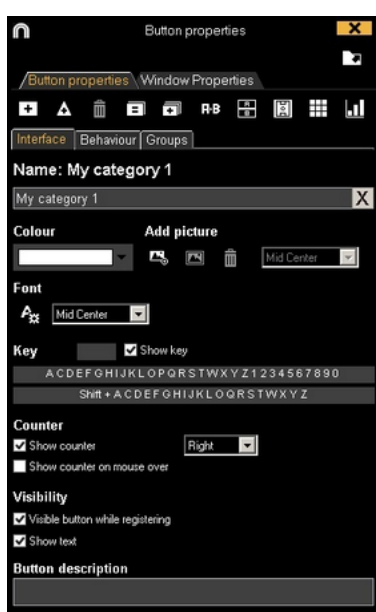 Button properties
X
Button properties Window Properties
A-B
Interface Behaviour Groups
Name: My category 1
My category 1 X
Colour Add picture
Mid Center
Font
Mid Center
Key Show key
A C D E F G H I J K L O P Q R S T W X Y Z 1 2 3 4 5 6 7 8 9 0
Shift + A C D E F G H I J K L O Q R S T W X Y Z
Counter
Show counter Right
Show counter on mouse over
Visibility
Visible button while registering
Show text
Button description